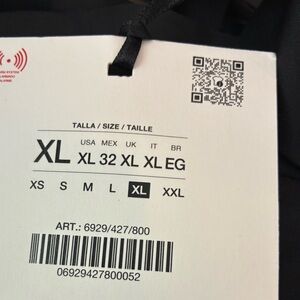 TALLA / SIZE / TAILLE
USA MEX UK IT BR
XL XL 32 XL XL EG
XS S M L XL XXL
ART.: 6929/427/800
06929427800052